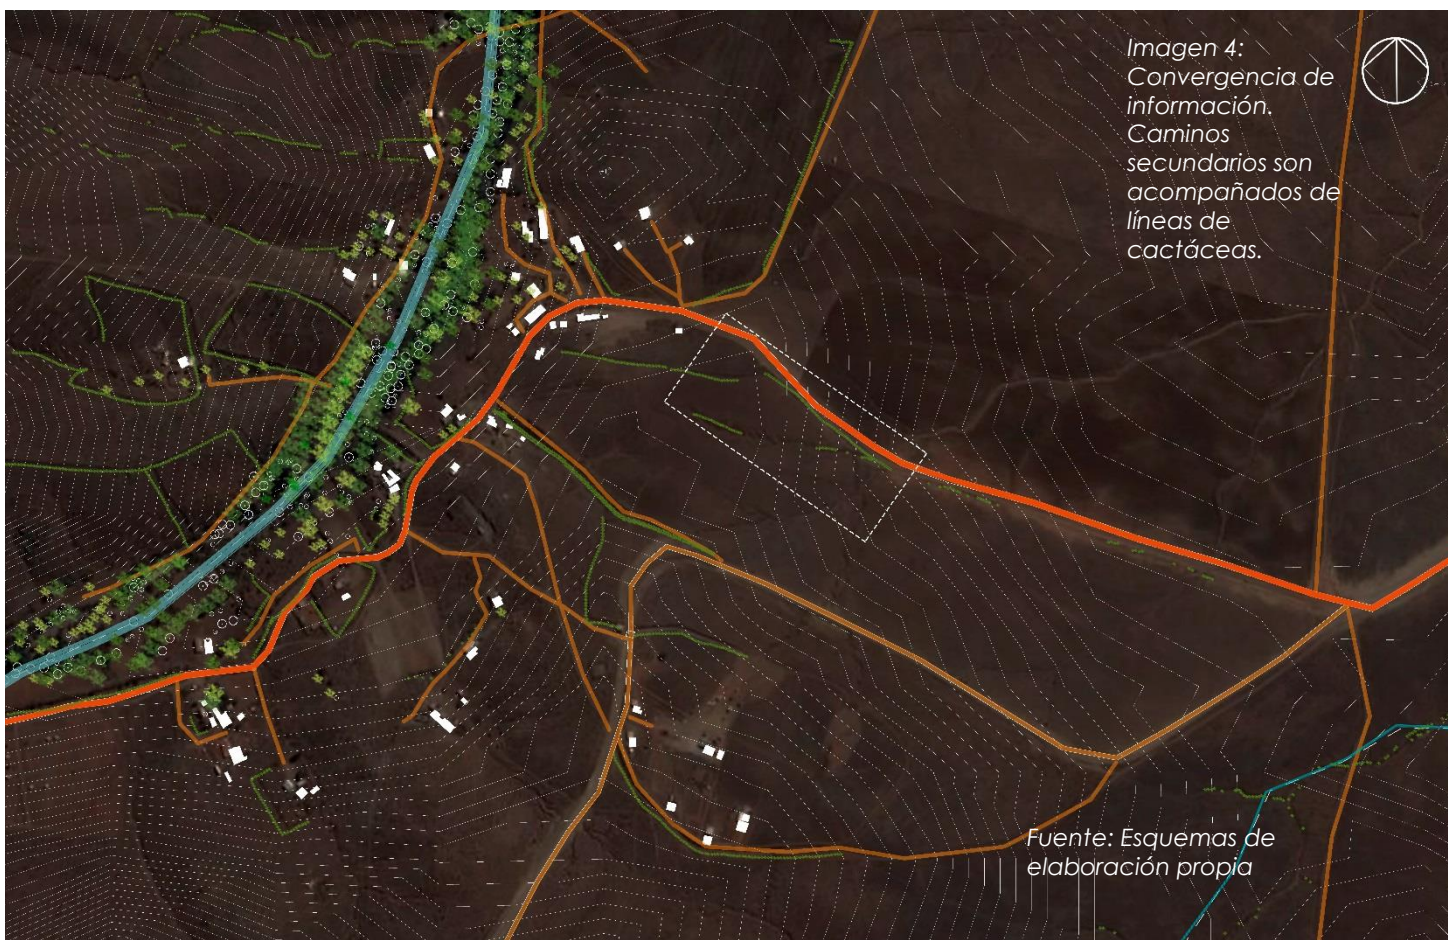 Imagen 4:
Convergencia de
información.
Caminos
secundarios son
acompañados de
líneas de
cactáceas.
Fuente: Esquemas de
elaboración propia